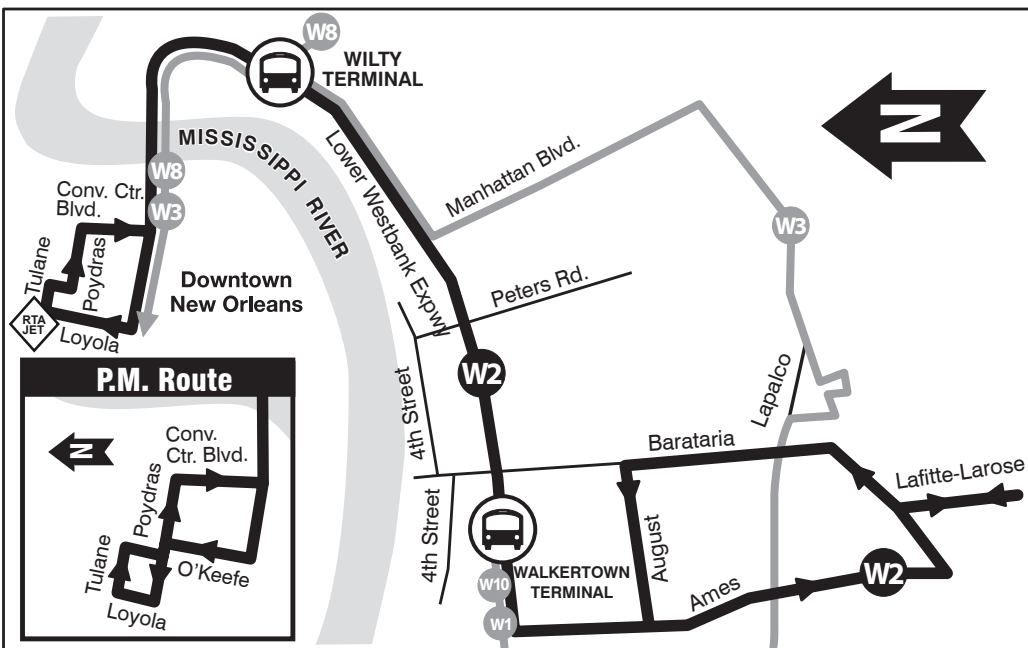 W8
WILTY
TERMINAL
N
MISSISSIPPI RIVER
W8
W3
Conv. Ctr.
Blvd.
Tulane
Poydras
Loyola
RTA
JET
Downtown
New Orleans
Lower Westbank Expwy
Manhattan Blvd.
W3
Peters Rd.
W2
4th Street
Lapalco
Barataria
Lafitte-Larose
4th Street
WALKERTOWN
TERMINAL
August
Ames
W2
W10
W1
P.M. Route
N
Conv.
Ctr. Blvd.
Poydras
Tulane
O'Keefe
Loyola